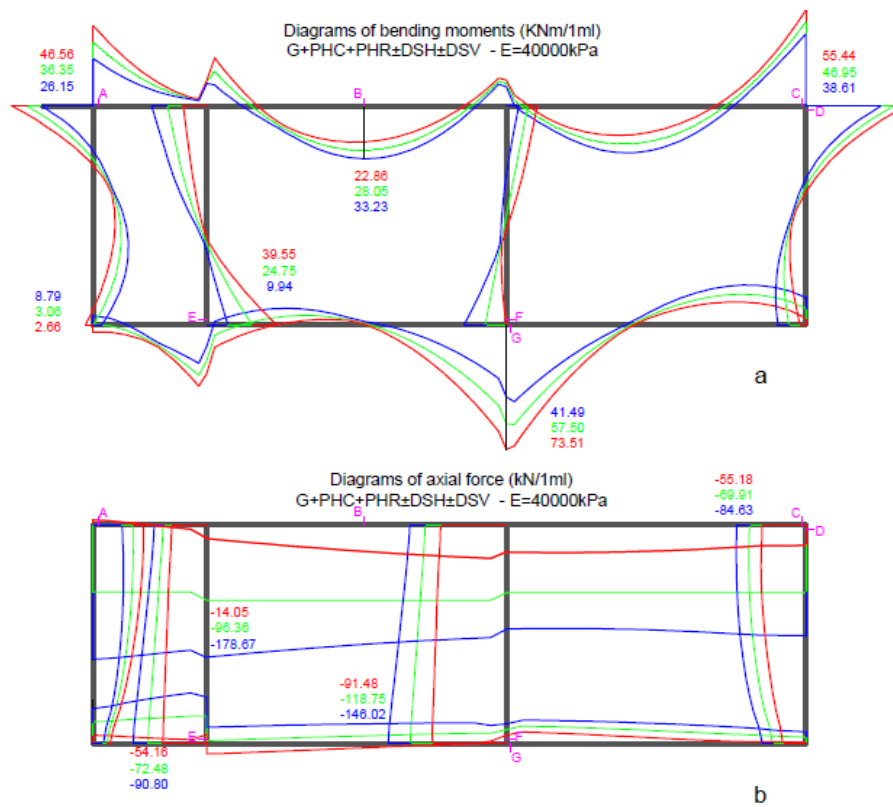 Diagrams of bending moments (KNm/1ml)
G+PHC+PHR±DSH±DSV - E=40000kPa
46.56
36.35
26.15
55.44
46.95
38.61
A
B
C
D
22.86
28.05
33.23
39.55
24.75
9.94
8.79
3.06
2.66
E
F
G
a
41.49
57.50
73.51
Diagrams of axial force (kN/1ml)
G+PHC+PHR±DSH±DSV - E=40000kPa
-55.18
-69.91
-84.63
A
B
C
D
-14.05
-96.36
-178.67
-91.48
-118.75
-146.02
E
F
G
-54.16
-72.48
-90.80
b